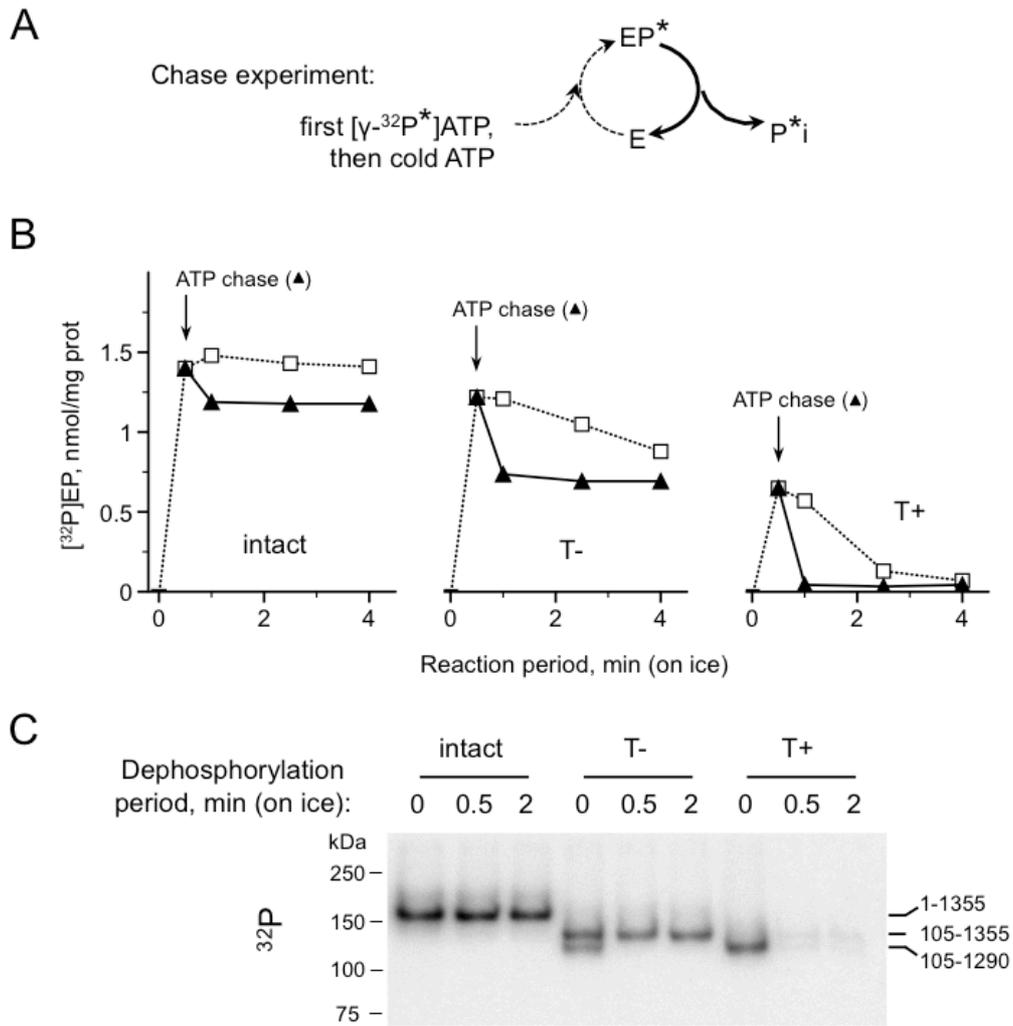 A
Chase experiment:
first [γ-³²P*]ATP,
then cold ATP
EP*
E
P*i
B
[³²P]EP, nmol/mg prot
ATP chase (▲)
ATP chase (▲)
ATP chase (▲)
1.5
1
0.5
0
intact
T-
T+
0 2 4
0 2 4
0 2 4
Reaction period, min (on ice)
C
intact T- T+
Dephosphorylation
period, min (on ice): 0 0.5 2 0 0.5 2 0 0.5 2
kDa
250
150
100
75
³²P
1-1355
105-1355
105-1290